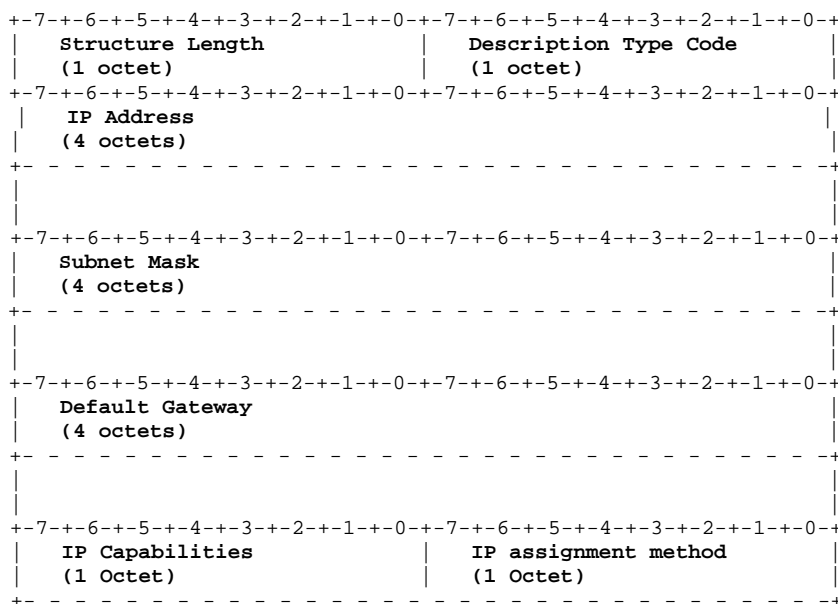 +-7-+-6-+-5-+-4-+-3-+-2-+-1-+-0-+-7-+-6-+-5-+-4-+-3-+-2-+-1-+-0-+
| Structure Length | Description Type Code |
| (1 octet) | (1 octet) |
+-7-+-6-+-5-+-4-+-3-+-2-+-1-+-0-+-7-+-6-+-5-+-4-+-3-+-2-+-1-+-0-+
| IP Address |
| (4 octets) |
+- - - - - - - - - - - - - - - - - - - - - - - - - - - - - - - -+
| |
| |
+-7-+-6-+-5-+-4-+-3-+-2-+-1-+-0-+-7-+-6-+-5-+-4-+-3-+-2-+-1-+-0-+
| Subnet Mask |
| (4 octets) |
+- - - - - - - - - - - - - - - - - - - - - - - - - - - - - - - -+
| |
| |
+-7-+-6-+-5-+-4-+-3-+-2-+-1-+-0-+-7-+-6-+-5-+-4-+-3-+-2-+-1-+-0-+
| Default Gateway |
| (4 octets) |
+- - - - - - - - - - - - - - - - - - - - - - - - - - - - - - - -+
| |
| |
+-7-+-6-+-5-+-4-+-3-+-2-+-1-+-0-+-7-+-6-+-5-+-4-+-3-+-2-+-1-+-0-+
| IP Capabilities | IP assignment method |
| (1 Octet) | (1 Octet) |
+- - - - - - - - - - - - - - - - - - - - - - - - - - - - - - - -+